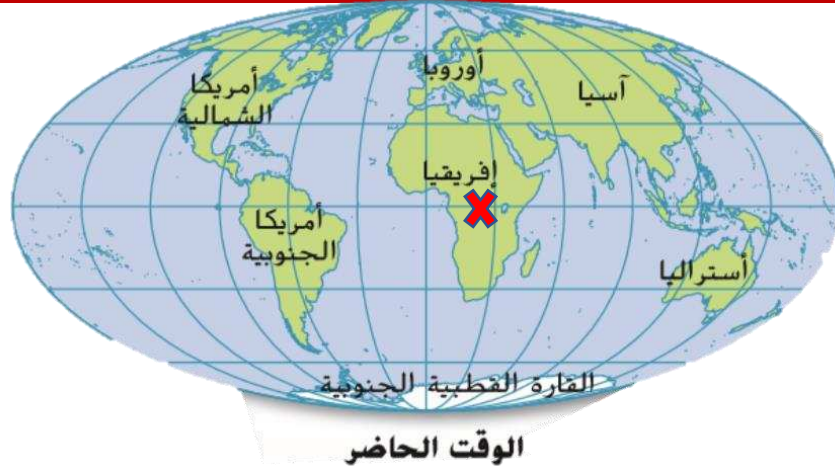 أوروبا
آسيا
أمريكا
الشمالية
إفريقيا
أمريكا
الجنوبية
أستراليا
القارة القطبية الجنوبية
الوقت الحاضر